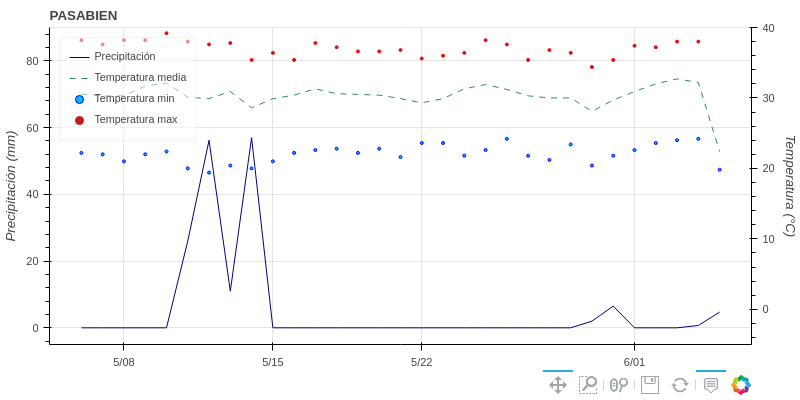 PASABIEN
Precipitación
Temperatura media
Temperatura min
Temperatura max
80
60
40
20
0
Precipitación (mm)
40
30
20
10
0
Temperatura (°C)
5/08
5/15
5/22
6/01